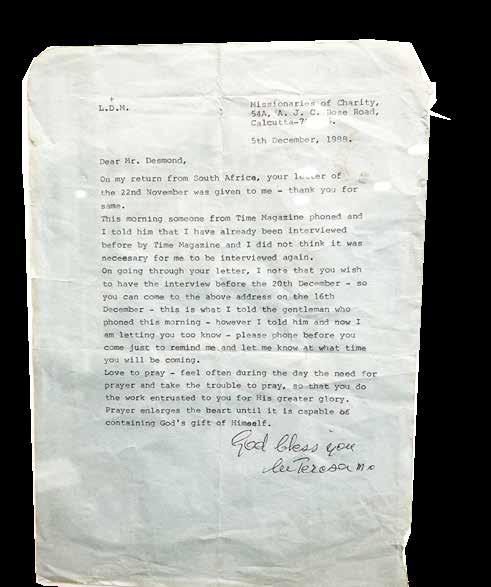 +
L.D.M.
Missionaries of Charity,
54A, A. J. C. Bose Road,
Calcutta-7
5th December, 1988.
Dear Mr. Desmond,
On my return from South Africa, your letter of
the 22nd November was given to me - thank you for
same.
This morning someone from Time Magazine phoned and
I told him that I have already been interviewed
before by Time Magazine and I did not think it was
necessary for me to be interviewed again.
On going through your letter, I note that you wish
to have the interview before the 20th December - so
you can come to the above address on the 16th
December - this is what I told the gentleman who
phoned this morning - however I told him and now I
am letting you too know - please phone before you
come just to remind me and let me know at what time
you will be coming.
Love to pray - feel often during the day the need for
prayer and take the trouble to pray, so that you do
the work entrusted to you for His greater glory.
Prayer enlarges the heart until it is capable of
containing God's gift of Himself.
God bless you
lu Teresa mc